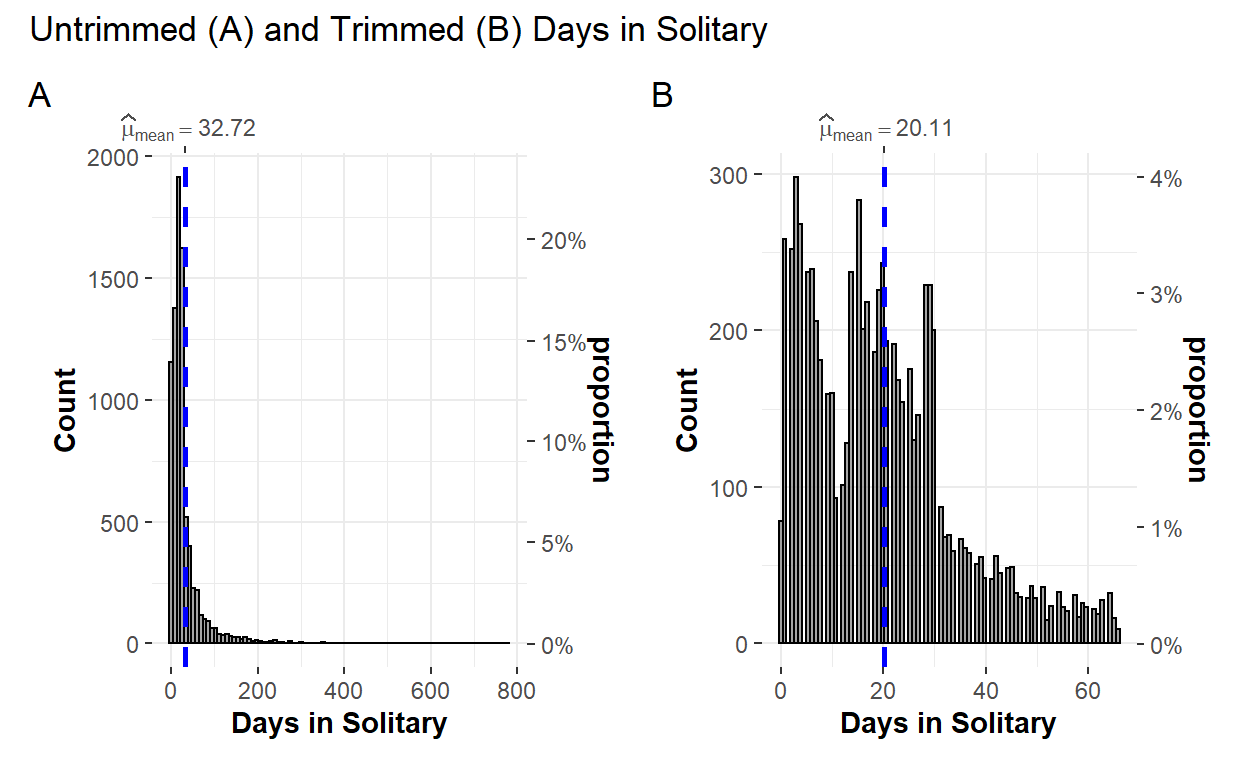 Untrimmed (A) and Trimmed (B) Days in Solitary
A
μ̂mean = 32.72
2000
1500
1000
500
0
Count
20%
15%
10%
5%
0%
proportion
0 200 400 600 800
Days in Solitary
B
μ̂mean = 20.11
300
200
100
0
Count
4%
3%
2%
1%
0%
proportion
0 20 40 60
Days in Solitary